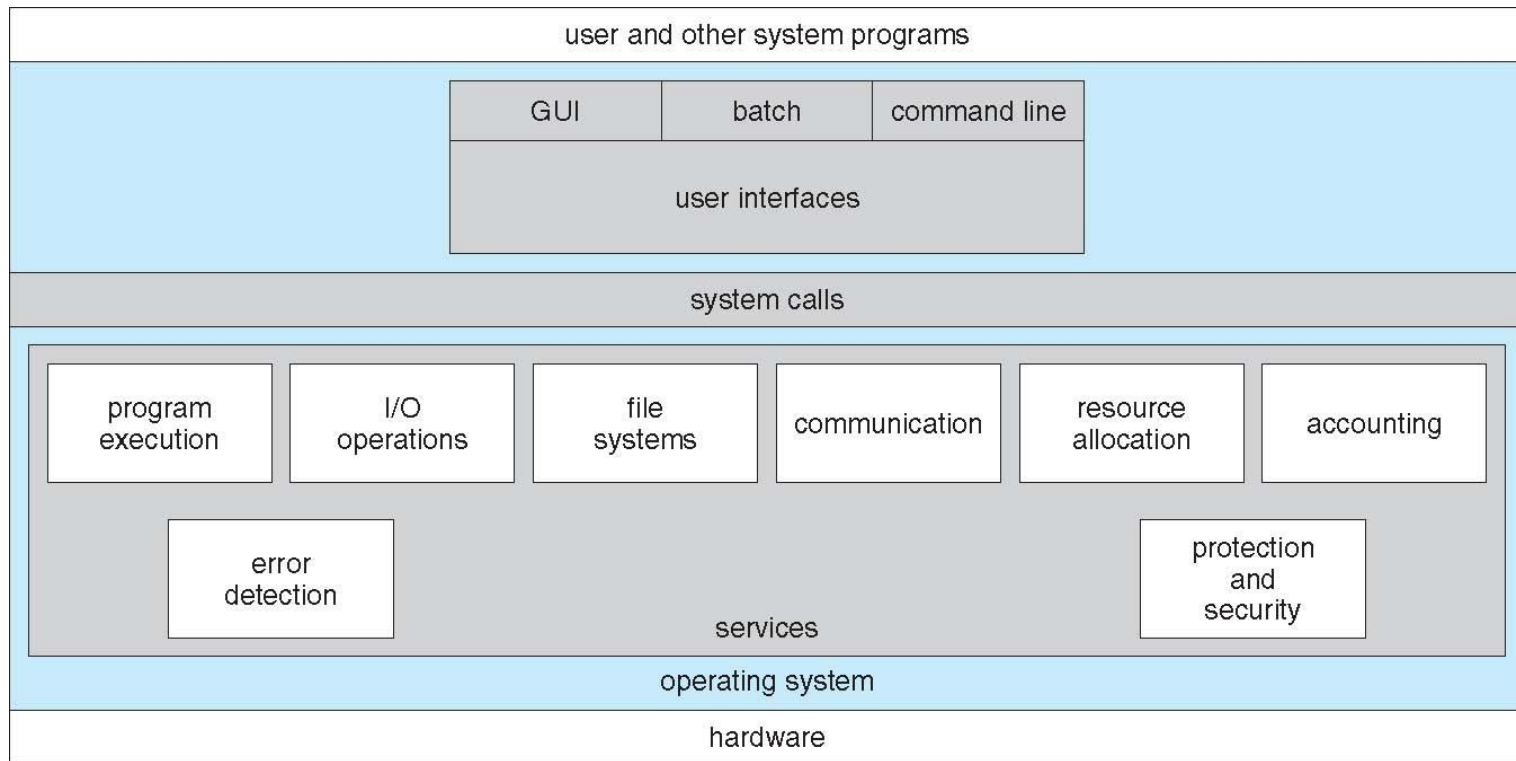 user and other system programs
GUI
batch
command line
user interfaces
system calls
program
execution
I/O
operations
file
systems
communication
resource
allocation
accounting
error
detection
protection
and
security
services
operating system
hardware